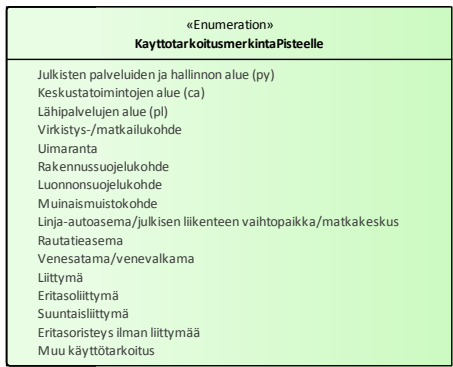 «Enumeration»
KayttotarkoitusmerkintaPisteelle
Julkisten palveluiden ja hallinnon alue (py)
Keskustatoimintojen alue (ca)
Lähipalvelujen alue (pl)
Virkistys-/matkailukohde
Uimaranta
Rakennussuojelukohde
Luonnonsuojelukohde
Muinaismuistokohde
Linja-autoasema/julkisen liikenteen vaihtopaikka/matkakeskus
Rautatieasema
Venesatama/venevalkama
Liittymä
Eritasoliittymä
Suuntaisliittymä
Eritasoristeys ilman liittymää
Muu käyttötarkoitus